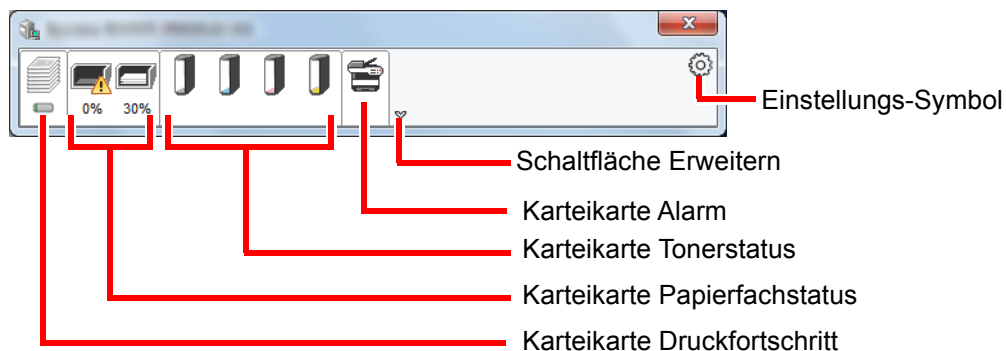 0%
30%
Einstellungs-Symbol
Schaltfläche Erweitern
Karteikarte Alarm
Karteikarte Tonerstatus
Karteikarte Papierfachstatus
Karteikarte Druckfortschritt